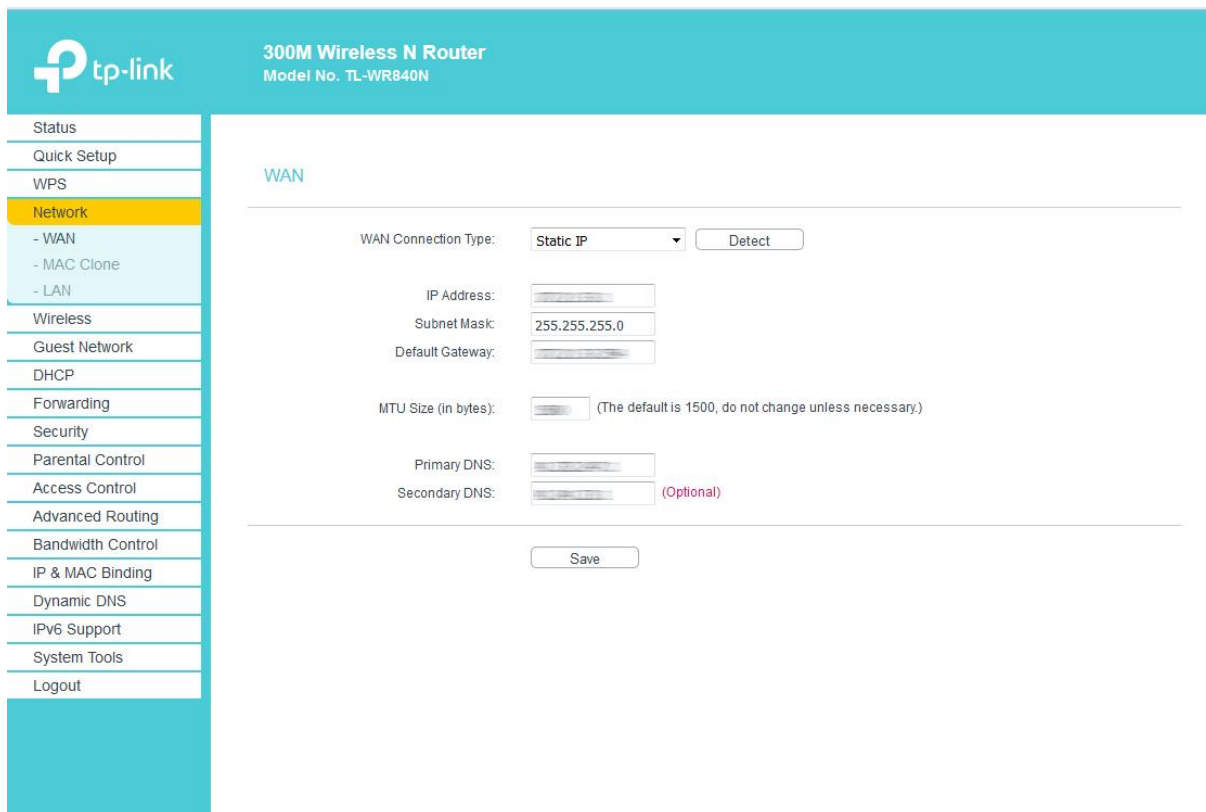 tp-link
300M Wireless N Router
Model No. TL-WR840N
Status
Quick Setup
WPS
Network
- WAN
- MAC Clone
- LAN
Wireless
Guest Network
DHCP
Forwarding
Security
Parental Control
Access Control
Advanced Routing
Bandwidth Control
IP & MAC Binding
Dynamic DNS
IPv6 Support
System Tools
Logout
WAN
WAN Connection Type: Static IP Detect
IP Address:
Subnet Mask: 255.255.255.0
Default Gateway:
MTU Size (in bytes): (The default is 1500, do not change unless necessary.)
Primary DNS:
Secondary DNS: (Optional)
Save